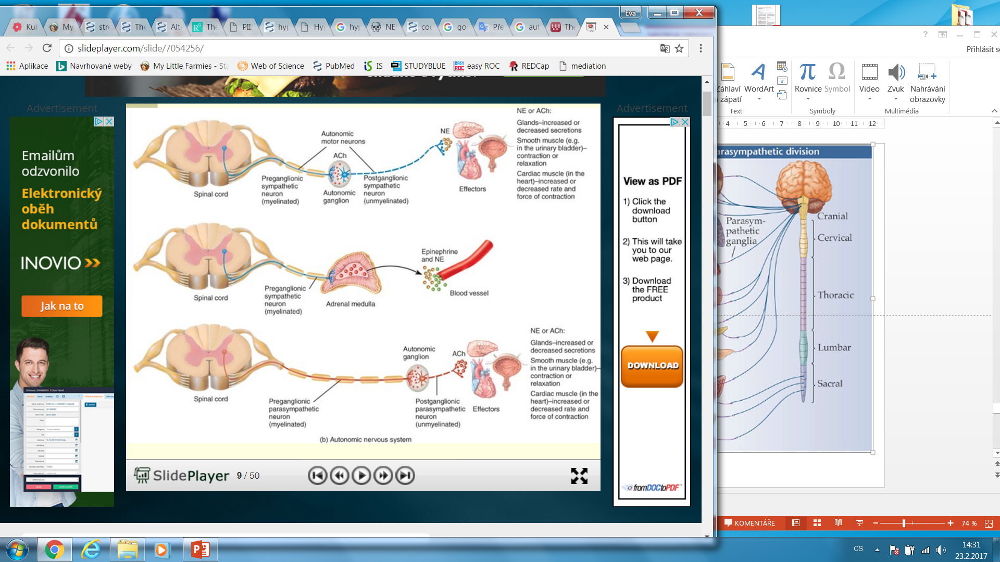 Eva
Kur
My
stre
The
Alt
The
PII:
hyp
Hyp
hyp
NE
cog
goo
Pře
aut
The
slideplayer.com/slide/7054256/
Aplikace
Navrhované weby
My Little Farmies - Sta
Web of Science
PubMed
IS
STUDYBLUE
easy ROC
REDCap
mediation
Přihlásit se
Záhlaví
zápatí
WordArt
Rovnice
Symbol
Video
Zvuk
Nahrávání
obrazovky
Text
Symboly
Multimédia
4 5 6 7 8 9 10 11 12
Advertisement
Emailům
odzvonilo
Elektronický
oběh
dokumentů
INOVIO
Jak na to
Autonomic
motor neurons
ACh
NE
Spinal cord
Preganglionic
sympathetic
neuron
(myelinated)
Autonomic
ganglion
Postganglionic
sympathetic
neuron
(unmyelinated)
Effectors
NE or ACh:
Glands–increased or
decreased secretions
Smooth muscle (e.g.
in the urinary bladder)–
contraction or
relaxation
Cardiac muscle (in the
heart)–increased or
decreased rate and
force of contraction
Spinal cord
Preganglionic
sympathetic
neuron
(myelinated)
Adrenal medulla
Epinephrine
and NE
Blood vessel
Spinal cord
Preganglionic
parasympathetic
neuron
(myelinated)
Autonomic
ganglion
ACh
Postganglionic
parasympathetic
neuron
(unmyelinated)
Effectors
NE or ACh:
Glands–increased or
decreased secretions
Smooth muscle (e.g.
in the urinary bladder)–
contraction or
relaxation
Cardiac muscle (in the
heart)–increased or
decreased rate and
force of contraction
(b) Autonomic nervous system
SlidePlayer
9 / 50
Advertisement
View as PDF
1) Click the
download
button
2) This will take
you to our
web page.
3) Download
the FREE
product
DOWNLOAD
fromDOCtoPDF
arasympathetic division
Parasym-
pathetic
ganglia
Cranial
Cervical
Thoracic
Lumbar
Sacral
KOMENTÁŘE
74 %
CS
14:31
23.2.2017